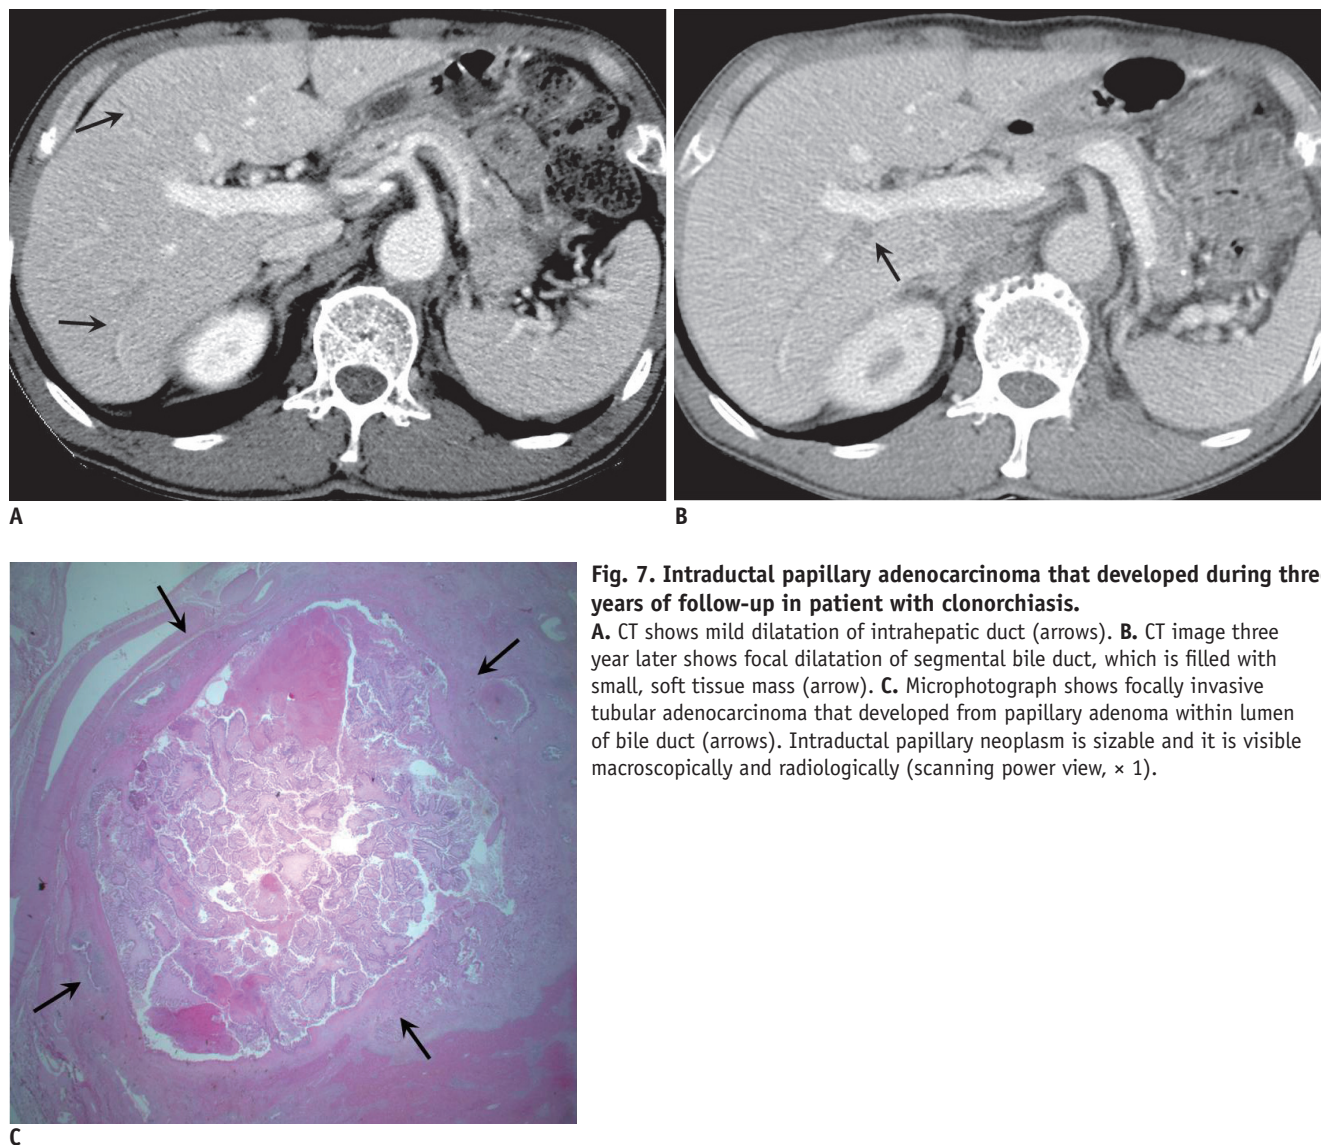 A
B
Fig. 7. Intraductal papillary adenocarcinoma that developed during thre
years of follow-up in patient with clonorchiasis.
A. CT shows mild dilatation of intrahepatic duct (arrows). B. CT image three
year later shows focal dilatation of segmental bile duct, which is filled with
small, soft tissue mass (arrow). C. Microphotograph shows focally invasive
tubular adenocarcinoma that developed from papillary adenoma within lumen
of bile duct (arrows). Intraductal papillary neoplasm is sizable and it is visible
macroscopically and radiologically (scanning power view, × 1).
C